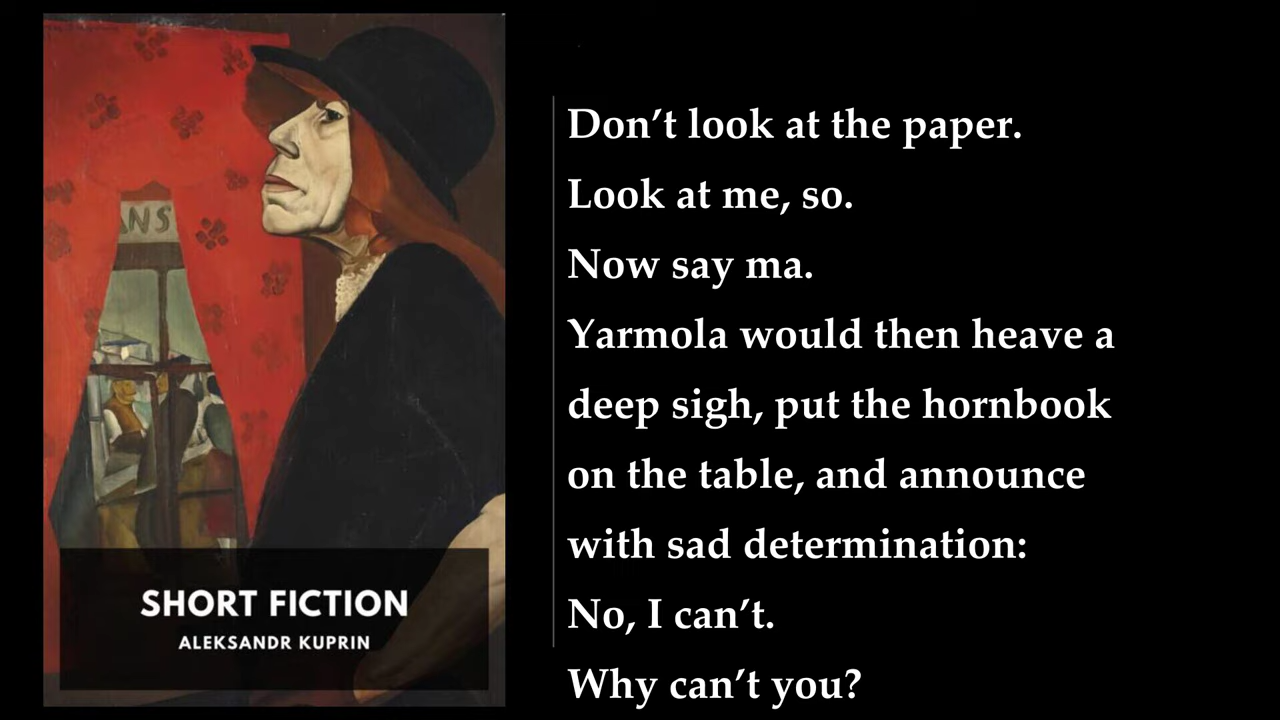 ANS
SHORT FICTION
ALEKSANDR KUPRIN
Don’t look at the paper.
Look at me, so.
Now say ma.
Yarmola would then heave a
deep sigh, put the hornbook
on the table, and announce
with sad determination:
No, I can’t.
Why can’t you?